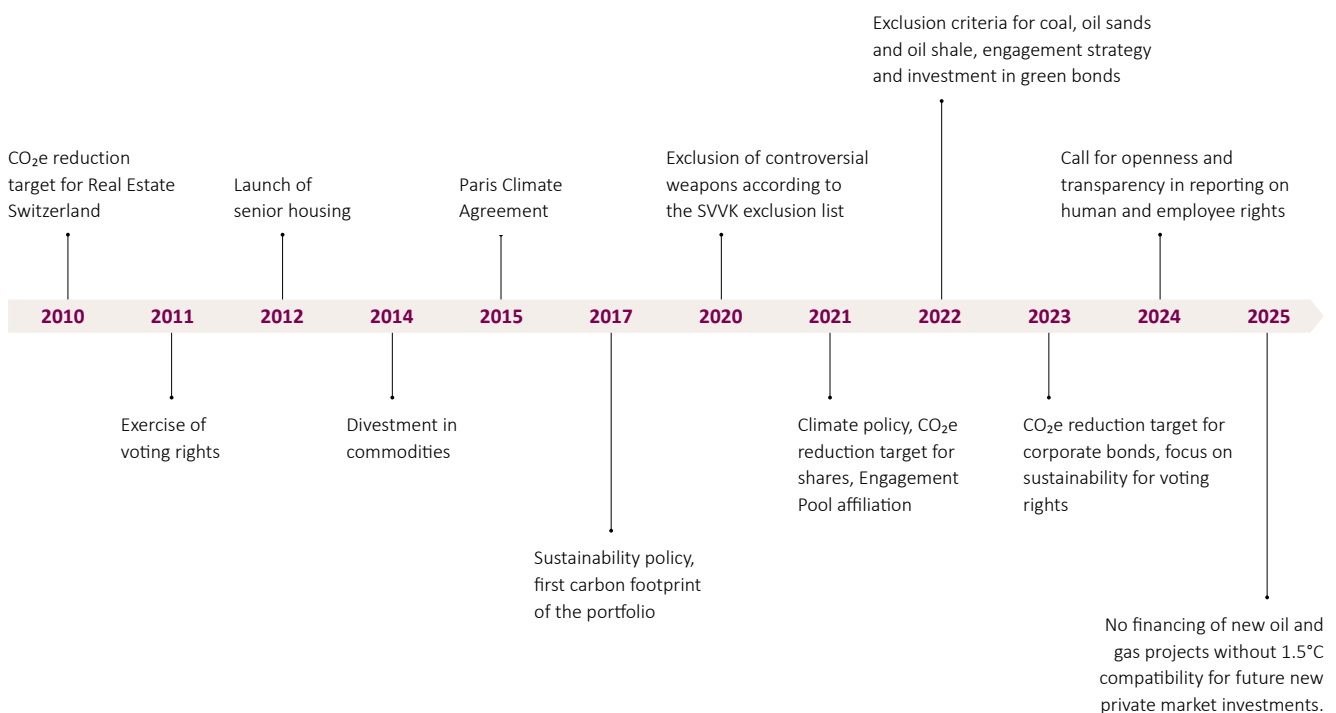 Exclusion criteria for coal, oil sands
and oil shale, engagement strategy
and investment in green bonds
CO₂e reduction
target for Real Estate
Switzerland
Launch of
senior housing
Paris Climate
Agreement
Exclusion of controversial
weapons according to
the SVVK exclusion list
Call for openness and
transparency in reporting on
human and employee rights
2010 2011 2012 2014 2015 2017 2020 2021 2022 2023 2024 2025
Exercise of
voting rights
Divestment in
commodities
Climate policy, CO₂e
reduction target for
shares, Engagement
Pool affiliation
CO₂e reduction target for
corporate bonds, focus on
sustainability for voting
rights
Sustainability policy,
first carbon footprint
of the portfolio
No financing of new oil and
gas projects without 1.5°C
compatibility for future new
private market investments.